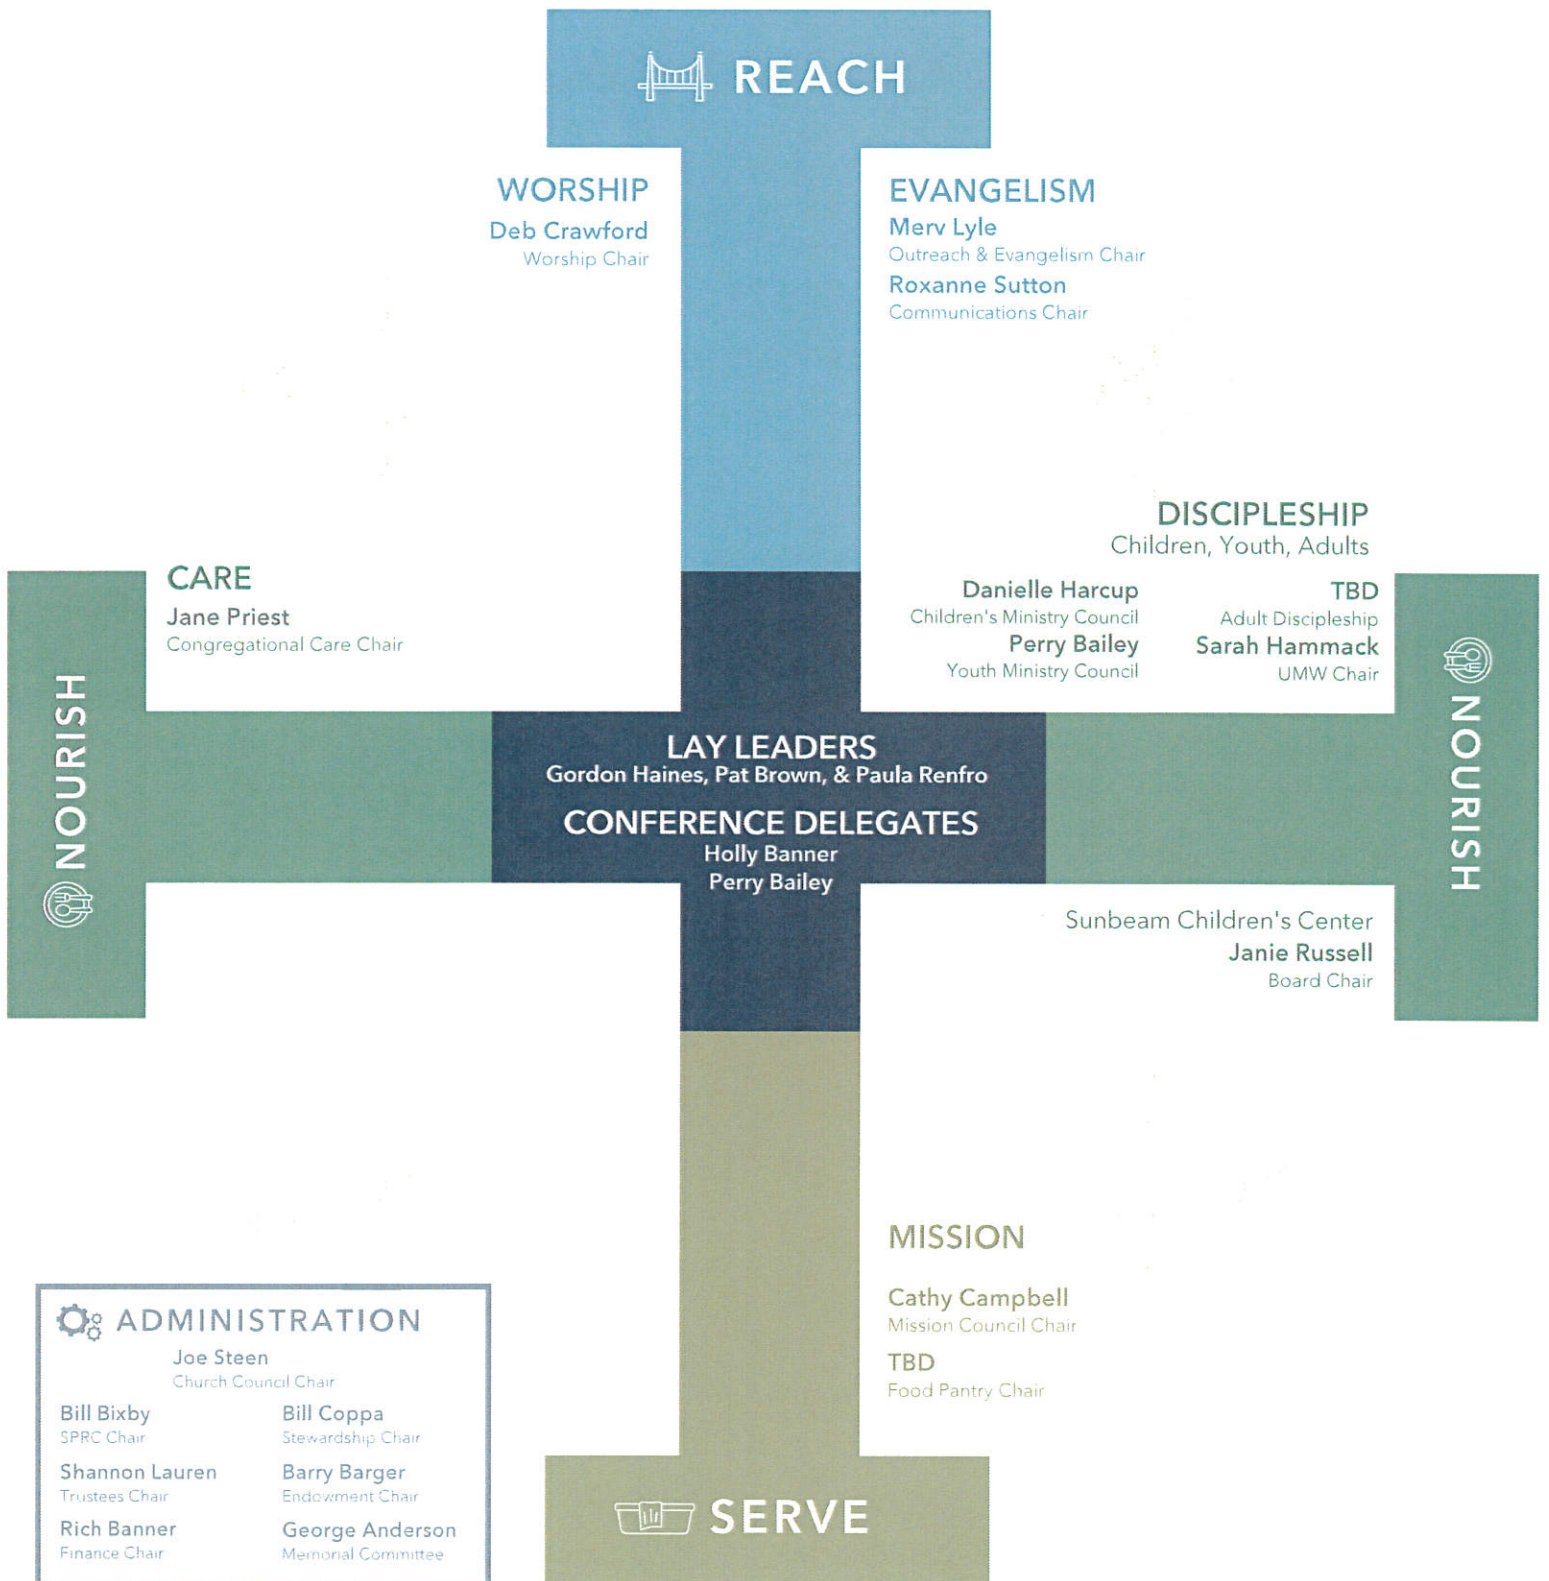 REACH
WORSHIP
Deb Crawford
Worship Chair
EVANGELISM
Merv Lyle
Outreach & Evangelism Chair
Roxanne Sutton
Communications Chair
CARE
Jane Priest
Congregational Care Chair
DISCIPLESHIP
Children, Youth, Adults
Danielle Harcup
Children's Ministry Council
Perry Bailey
Youth Ministry Council
TBD
Adult Discipleship
Sarah Hammack
UMW Chair
NOURISH
NOURISH
LAY LEADERS
Gordon Haines, Pat Brown, & Paula Renfro
CONFERENCE DELEGATES
Holly Banner
Perry Bailey
Sunbeam Children's Center
Janie Russell
Board Chair
MISSION
Cathy Campbell
Mission Council Chair
TBD
Food Pantry Chair
ADMINISTRATION
Joe Steen
Church Council Chair
Bill Bixby
SPRC Chair
Bill Coppa
Stewardship Chair
Shannon Lauren
Trustees Chair
Barry Barger
Endowment Chair
Rich Banner
Finance Chair
George Anderson
Memorial Committee
SERVE